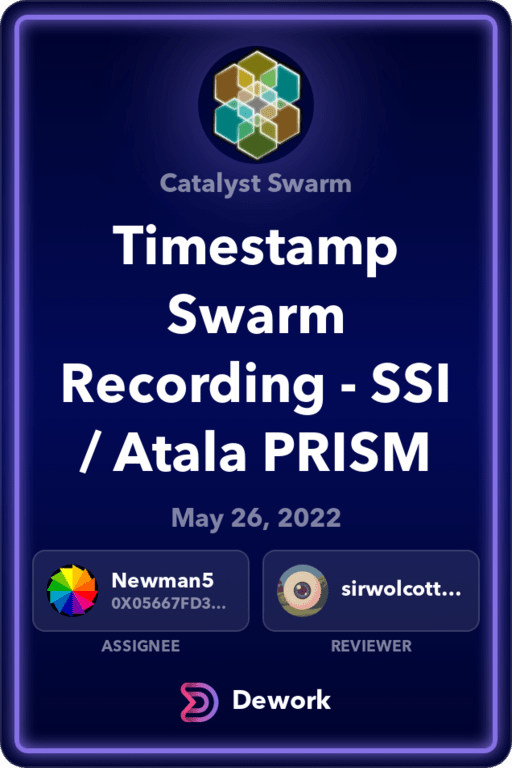 Catalyst Swarm
Timestamp
Swarm
Recording - SSI
/ Atala PRISM
May 26, 2022
Newman5
0X05667FD3...
sirwolcott...
ASSIGNEE
REVIEWER
Dework